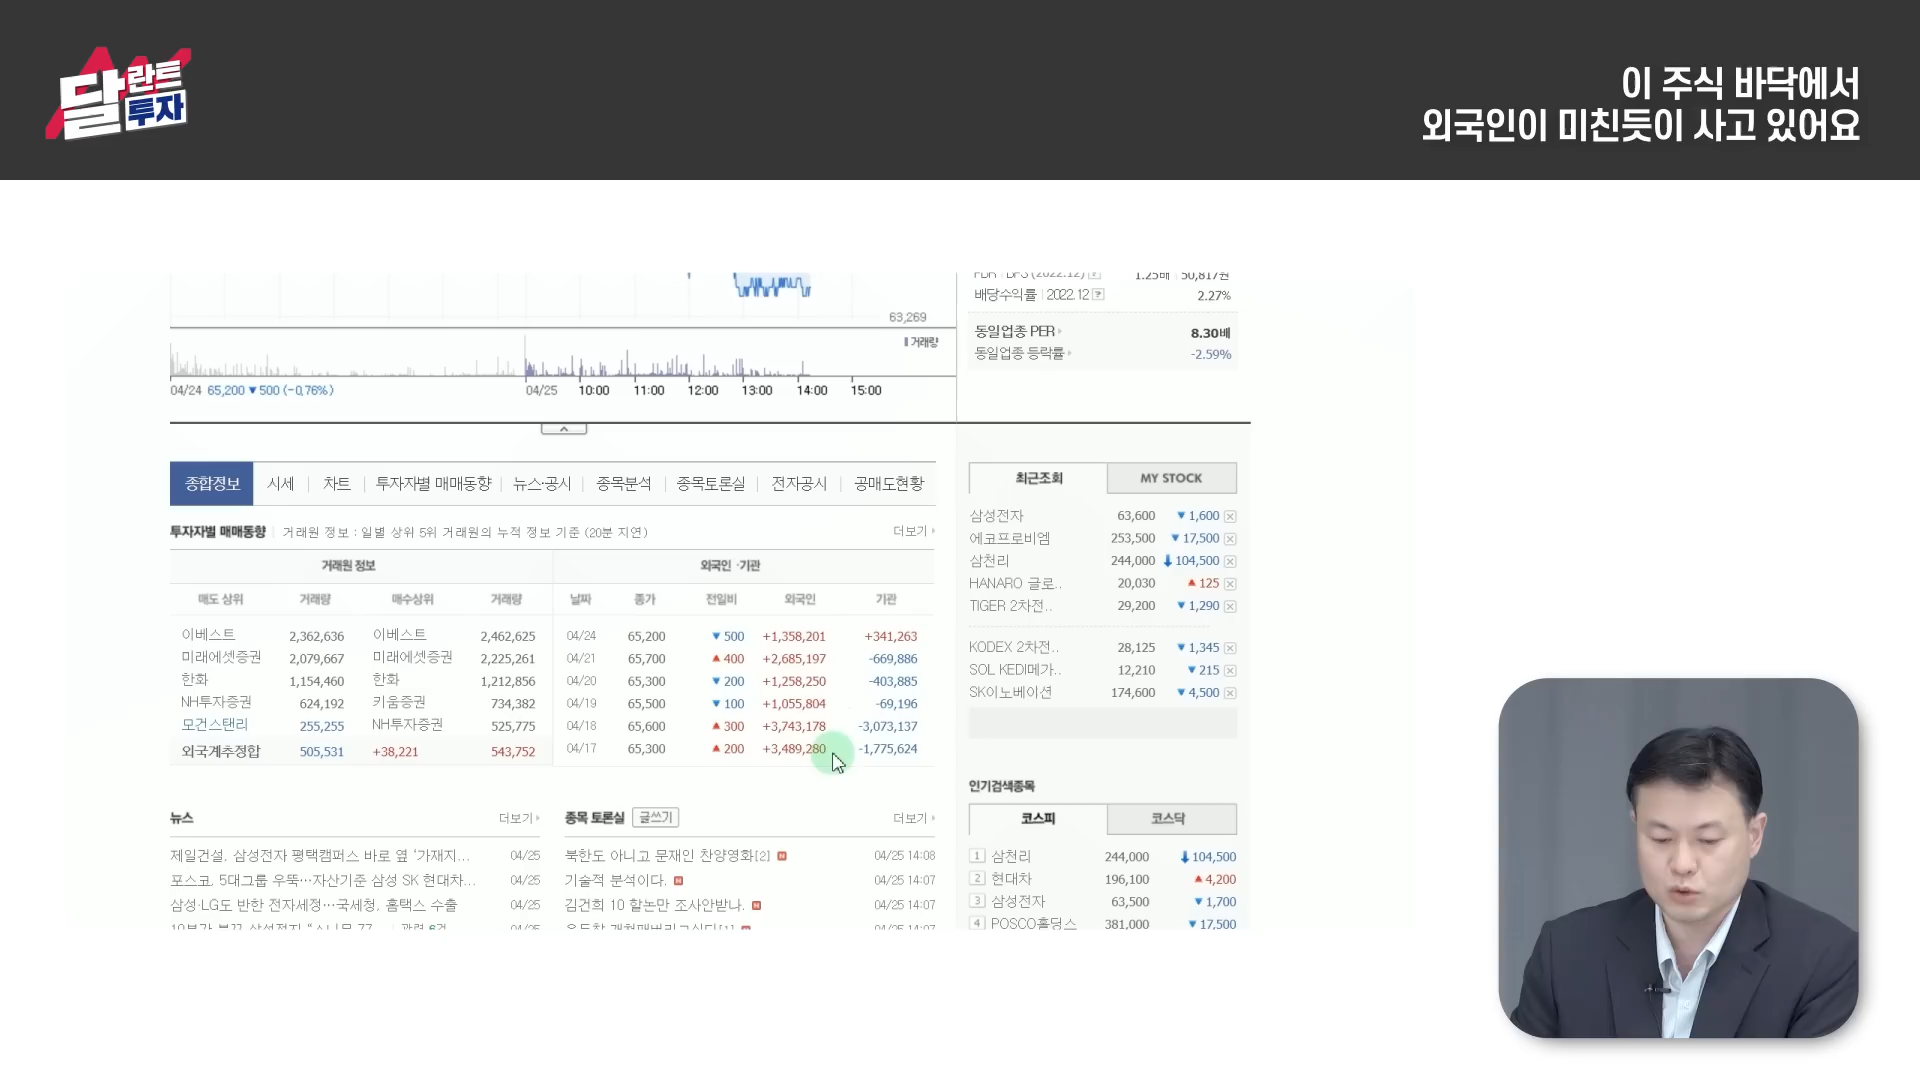 달란트투자
이 주식 바닥에서
외국인이 미친듯이 사고 있어요
63,269
거래량
04/24 65,200 ▼ 500 (-0.76%)
04/25 10:00 11:00 12:00 13:00 14:00 15:00
1.25배 50,817원
배당수익률 2022.12 2.27%
동일업종 PER 8.30배
동일업종 등락률 -2.59%
종합정보 시세 차트 투자자별 매매동향 뉴스·공시 종목분석 종목토론실 전자공시 공매도현황
투자자별 매매동향 거래원 정보 : 일별 상위 5위 거래원의 누적 정보 기준 (20분 지연) 더보기
거래원 정보 외국인·기관
매도 상위 거래량 매수상위 거래량 날짜 종가 전일비 외국인 기관
이베스트 2,362,636 이베스트 2,462,625 04/24 65,200 ▼ 500 +1,358,201 +341,263
미래에셋증권 2,079,667 미래에셋증권 2,225,261 04/21 65,700 ▲ 400 +2,685,197 -669,886
한화 1,154,460 한화 1,212,856 04/20 65,300 ▼ 200 +1,258,250 -403,885
NH투자증권 624,192 키움증권 734,382 04/19 65,500 ▼ 100 +1,055,804 -69,196
모건스탠리 255,255 NH투자증권 525,775 04/18 65,600 ▲ 300 +3,743,178 -3,073,137
외국계추정합 505,531 +38,221 543,752 04/17 65,300 ▲ 200 +3,489,280 -1,775,624
최근조회 MY STOCK
삼성전자 63,600 ▼ 1,600
에코프로비엠 253,500 ▼ 17,500
삼천리 244,000 ↓ 104,500
HANARO 글로.. 20,030 ▲ 125
TIGER 2차전.. 29,200 ▼ 1,290
KODEX 2차전.. 28,125 ▼ 1,345
SOL KEDI메가.. 12,210 ▼ 215
SK이노베이션 174,600 ▼ 4,500
뉴스 더보기
제일건설, 삼성전자 평택캠퍼스 바로 옆 '가재지... 04/25
포스코, 5대그룹 우뚝…자산기준 삼성 SK 현대차... 04/25
삼성·LG도 반한 전자세정…국세청, 홈택스 수출 04/25
종목 토론실 글쓰기 더보기
북한도 아니고 문재인 찬양영화[2] N 04/25 14:08
기술적 분석이다. N 04/25 14:07
김건희 10 할논만 조사안받나. N 04/25 14:07
인기검색종목
코스피 코스닥
1 삼천리 244,000 ↓ 104,500
2 현대차 196,100 ▲ 4,200
3 삼성전자 63,500 ▼ 1,700
4 POSCO홀딩스 381,000 ▼ 17,500